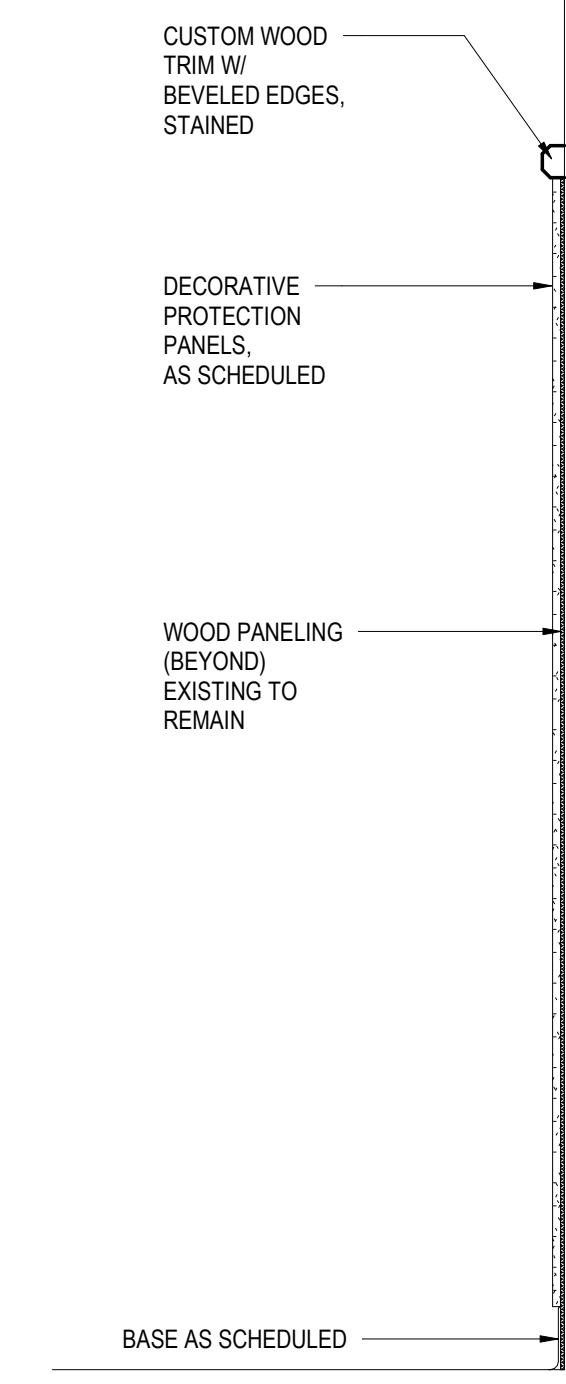 CUSTOM WOOD
TRIM W/
BEVELED EDGES,
STAINED
DECORATIVE
PROTECTION
PANELS,
AS SCHEDULED
WOOD PANELING
(BEYOND)
EXISTING TO
REMAIN
BASE AS SCHEDULED